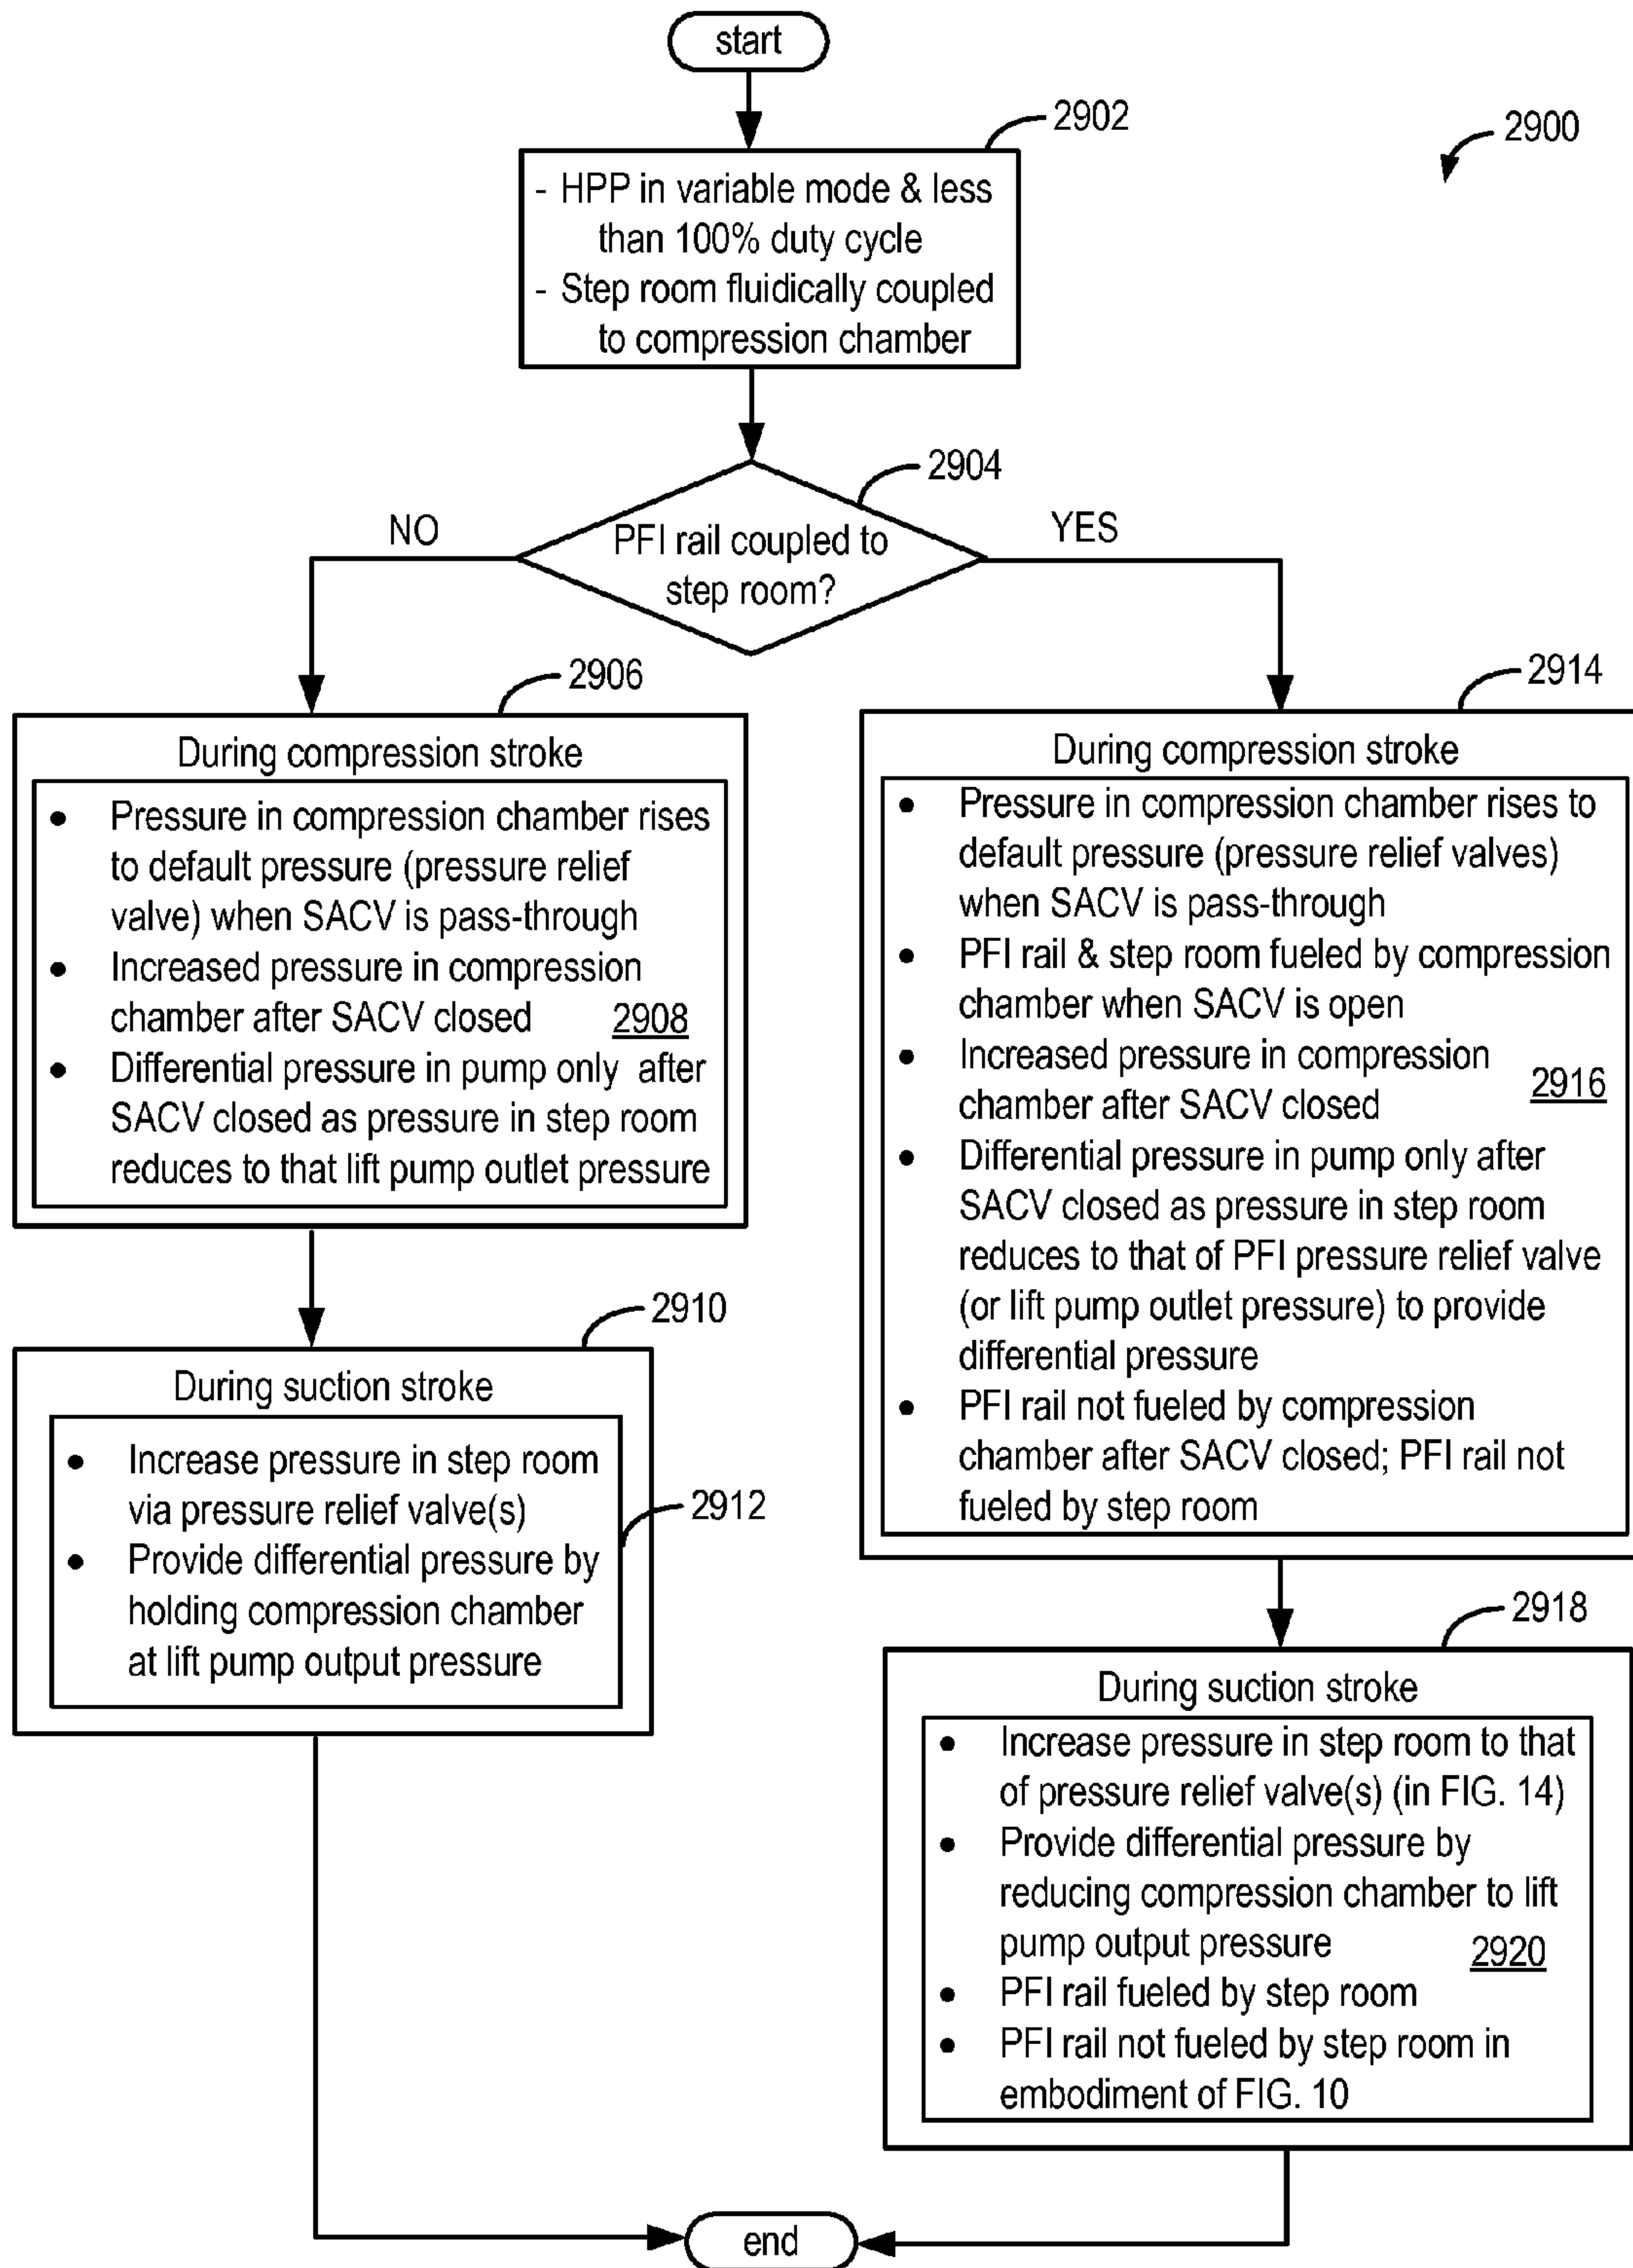 start
2902
2900
- HPP in variable mode & less
than 100% duty cycle
- Step room fluidically coupled
to compression chamber
2904
NO
YES
PFI rail coupled to
step room?
2906
During compression stroke
• Pressure in compression chamber rises
to default pressure (pressure relief
valve) when SACV is pass-through
• Increased pressure in compression
chamber after SACV closed 2908
• Differential pressure in pump only after
SACV closed as pressure in step room
reduces to that lift pump outlet pressure
2910
During suction stroke
• Increase pressure in step room
via pressure relief valve(s)
2912
• Provide differential pressure by
holding compression chamber
at lift pump output pressure
2914
During compression stroke
• Pressure in compression chamber rises to
default pressure (pressure relief valves)
when SACV is pass-through
• PFI rail & step room fueled by compression
chamber when SACV is open
• Increased pressure in compression
2916
chamber after SACV closed
• Differential pressure in pump only after
SACV closed as pressure in step room
reduces to that of PFI pressure relief valve
(or lift pump outlet pressure) to provide
differential pressure
• PFI rail not fueled by compression
chamber after SACV closed; PFI rail not
fueled by step room
2918
During suction stroke
• Increase pressure in step room to that
of pressure relief valve(s) (in FIG. 14)
• Provide differential pressure by
reducing compression chamber to lift
pump output pressure 2920
• PFI rail fueled by step room
• PFI rail not fueled by step room in
embodiment of FIG. 10
end